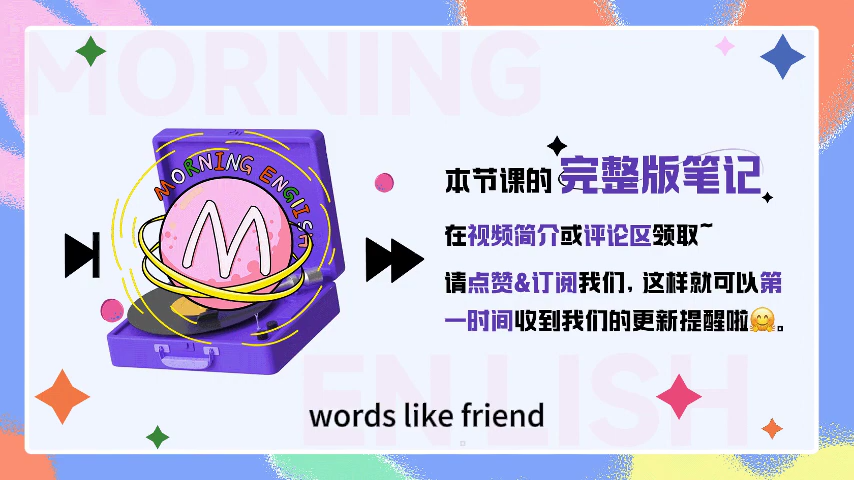 MORNING
MORNING ENGlISH
M
本节课的 完整版笔记
在视频简介或评论区领取~
请点赞&订阅我们, 这样就可以第
一时间收到我们的更新提醒啦🤗。
EN LISH
words like friend